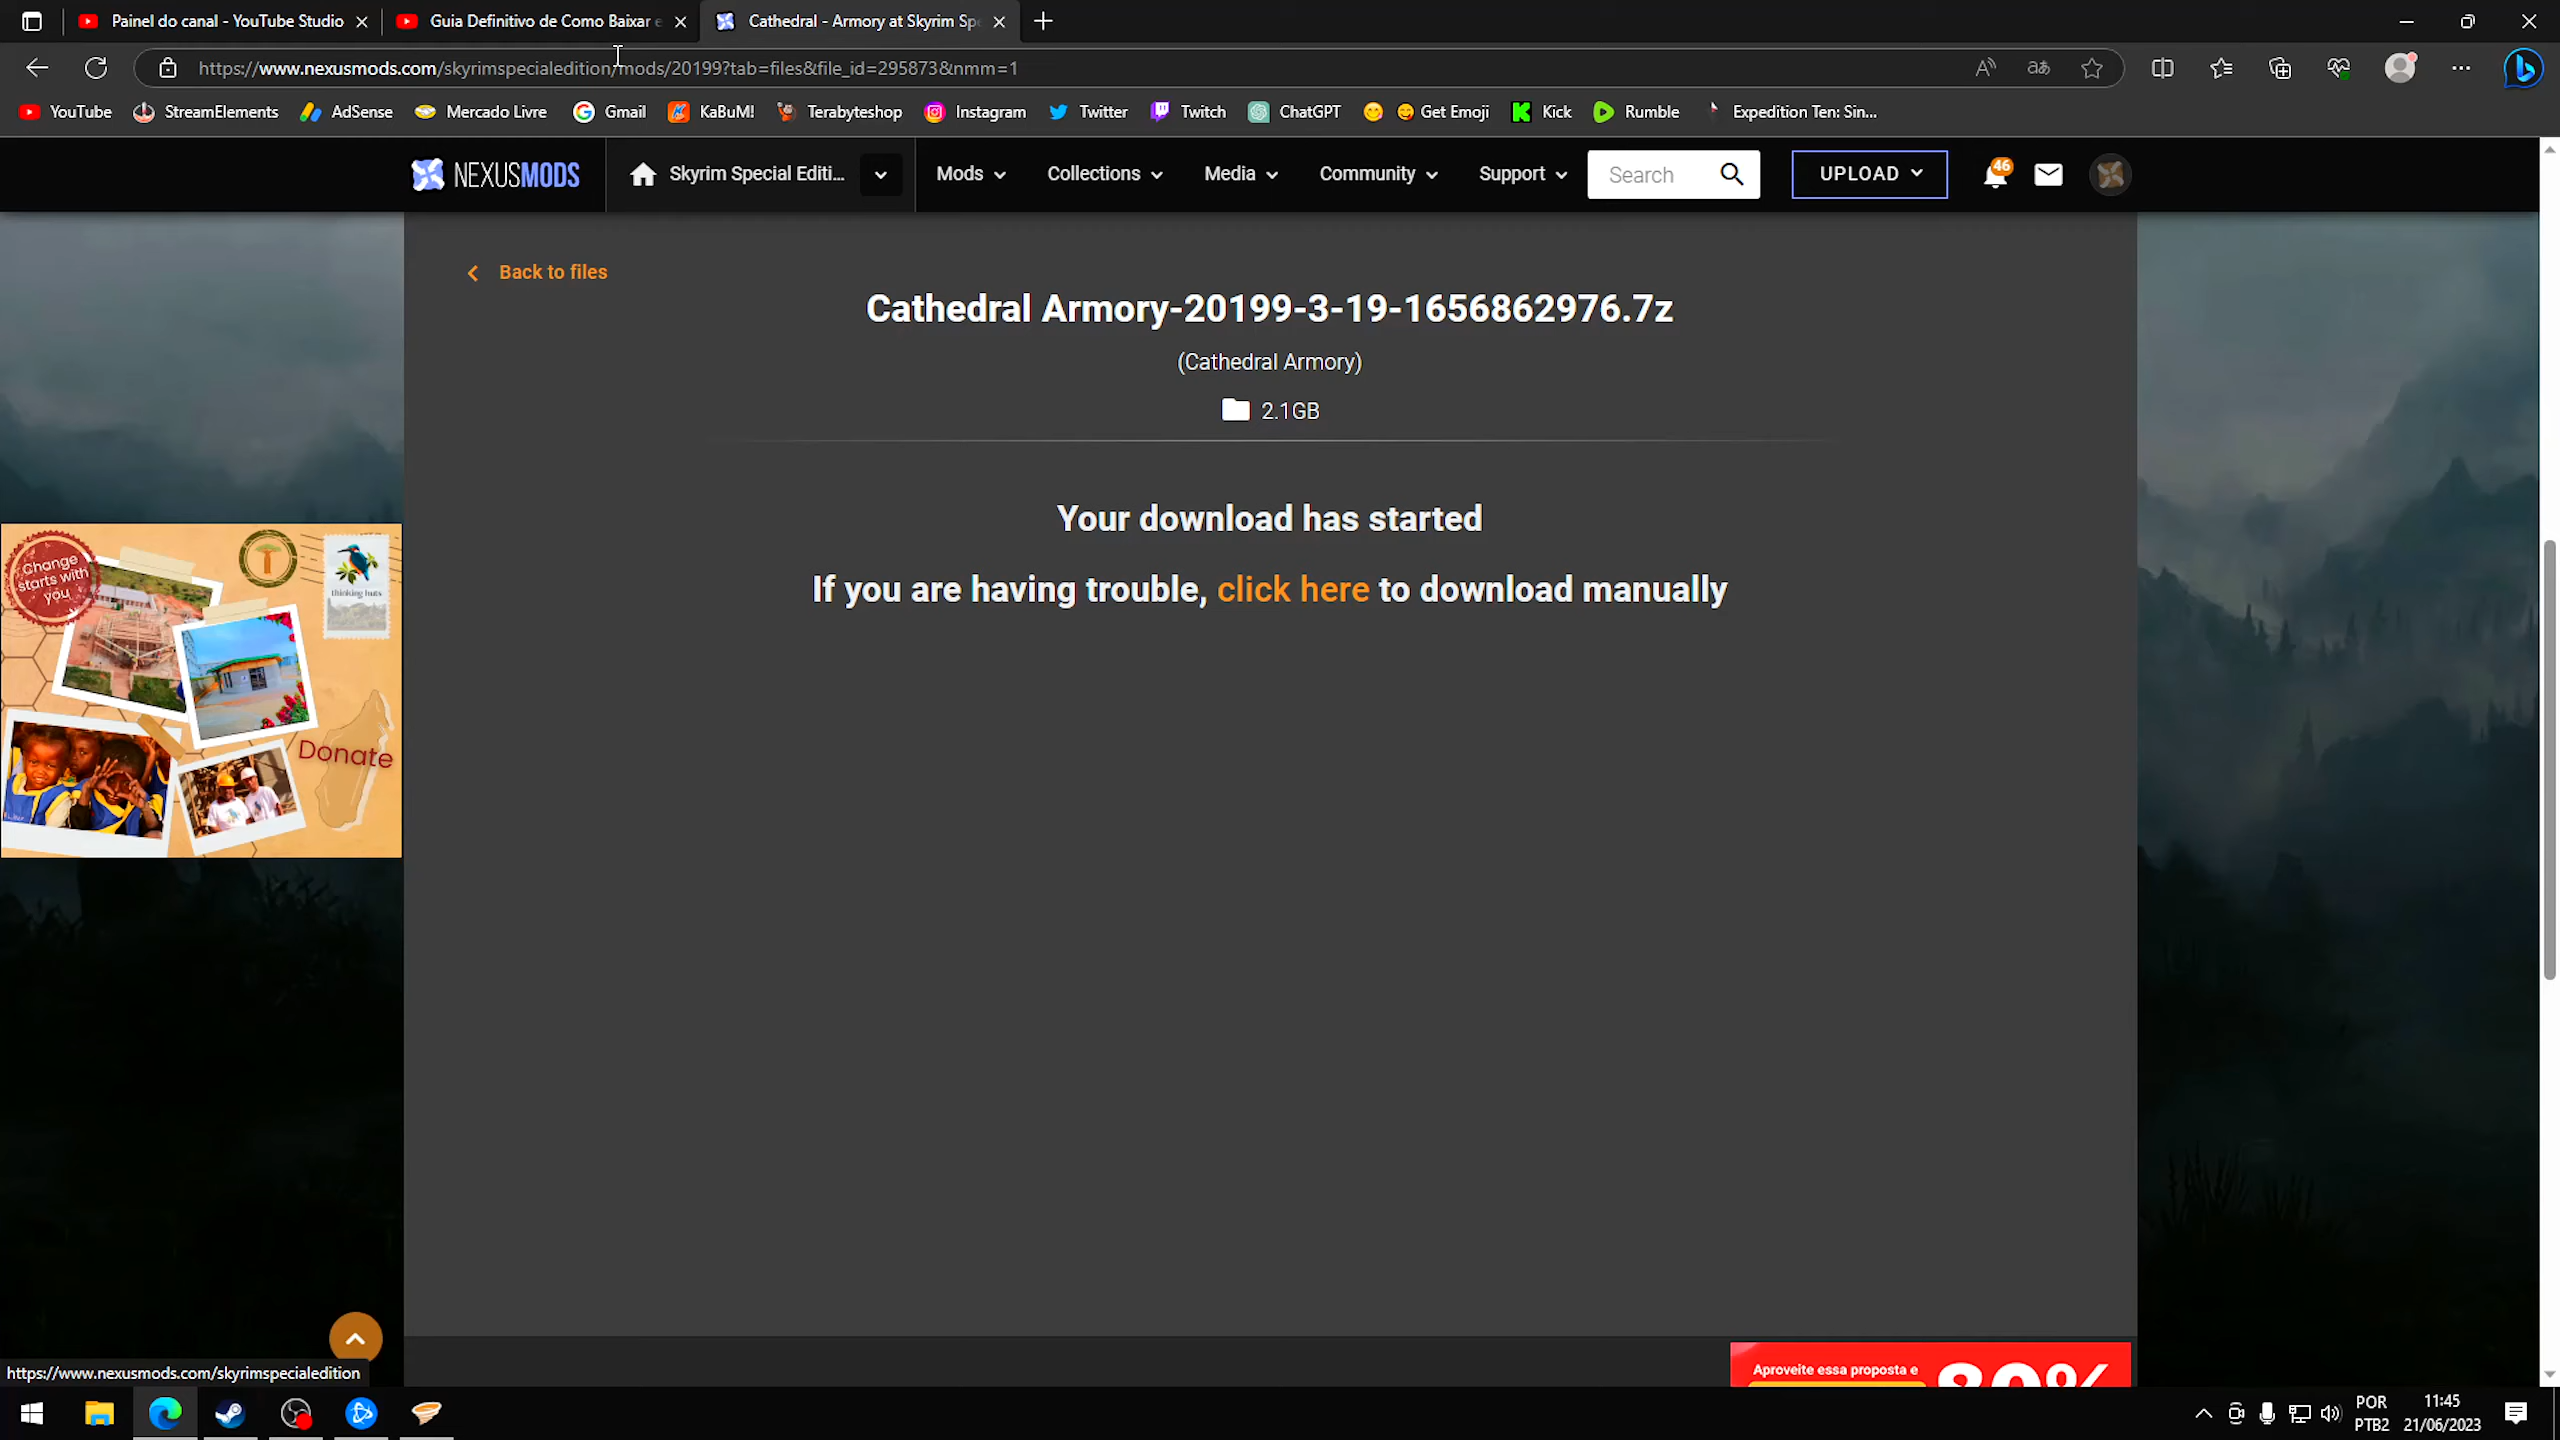 Painel do canal - YouTube Studio
Guia Definitivo de Como Baixar e
Cathedral - Armory at Skyrim Sp
https://www.nexusmods.com/skyrimspecialedition/mods/20199?tab=files&file_id=295873&nmm=1
YouTube
StreamElements
AdSense
Mercado Livre
Gmail
KaBuM!
Terabyteshop
Instagram
Twitter
Twitch
ChatGPT
Get Emoji
Kick
Rumble
Expedition Ten: Sin...
NEXUSMODS
Skyrim Special Editi...
Mods
Collections
Media
Community
Support
Search
UPLOAD
46
Back to files
Cathedral Armory-20199-3-19-1656862976.7z
(Cathedral Armory)
2.1GB
Your download has started
If you are having trouble, click here to download manually
Change
starts with
you
thinking huts
Donate
Aproveite essa proposta e
80%
https://www.nexusmods.com/skyrimspecialedition
POR
PTB2
11:45
21/06/2023